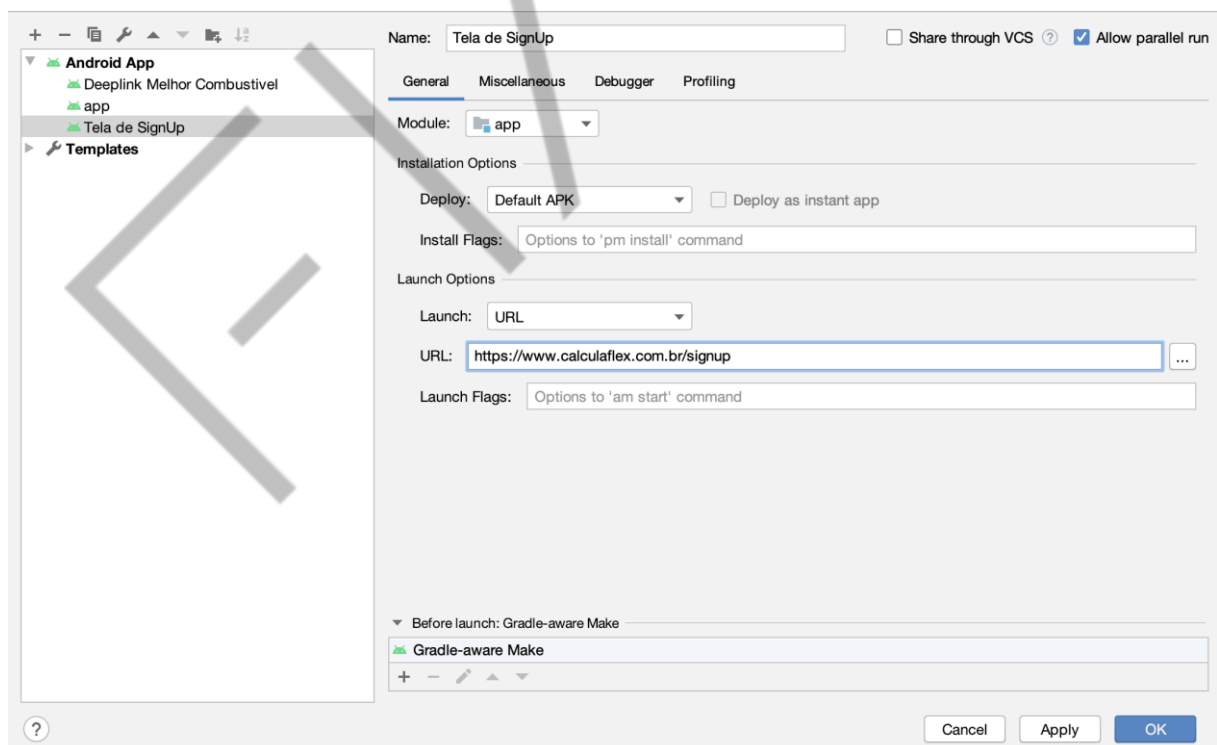 Name: Tela de SignUp Share through VCS ? Allow parallel run
Android App
Deeplink Melhor Combustivel
app
Tela de SignUp
Templates
General Miscellaneous Debugger Profiling
Module: app
Installation Options
Deploy: Default APK Deploy as instant app
Install Flags: Options to 'pm install' command
Launch Options
Launch: URL
URL: https://www.calculaflex.com.br/signup ...
Launch Flags: Options to 'am start' command
Before launch: Gradle-aware Make
Gradle-aware Make
? Cancel Apply OK